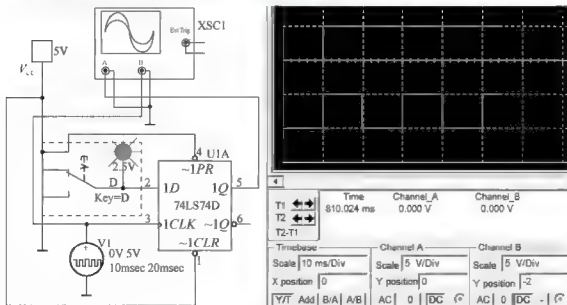 XSC1
Ext Trig
A
B
5V
Vcc
U1A
4
~1PR
2.5V
D
2
1D
1Q
5
Key=D
74LS74D
3
1CLK
~1Q
6
V1
~1CLR
0V 5V
1
10msec 20msec
T1
T2
T2-T1
Time
Channel_A
Channel_B
810.024 ms
0.000 V
0.000 V
Timebase
Channel A
Channel B
Scale 10 ms/Div
Scale 5 V/Div
Scale 5 V/Div
X position 0
Y position 0
Y position -2
Y/T Add B/A A/B
AC 0 DC
AC 0 DC -